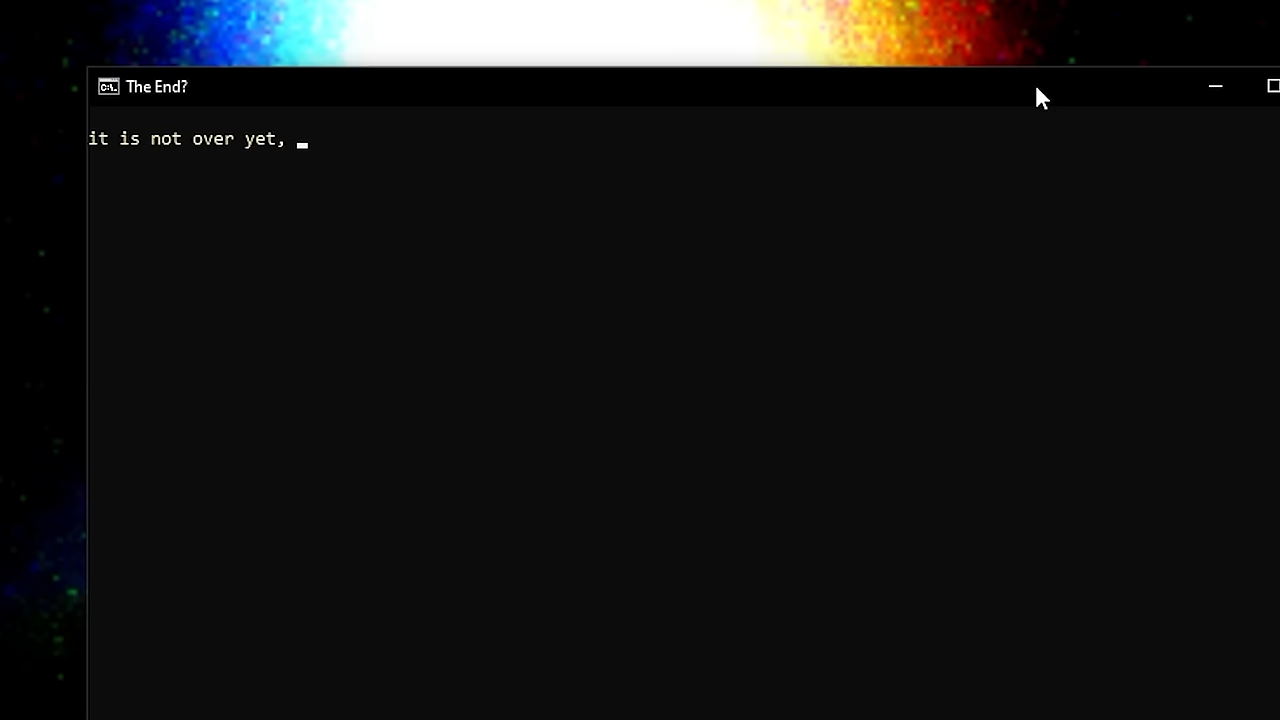 The End?
it is not over yet,